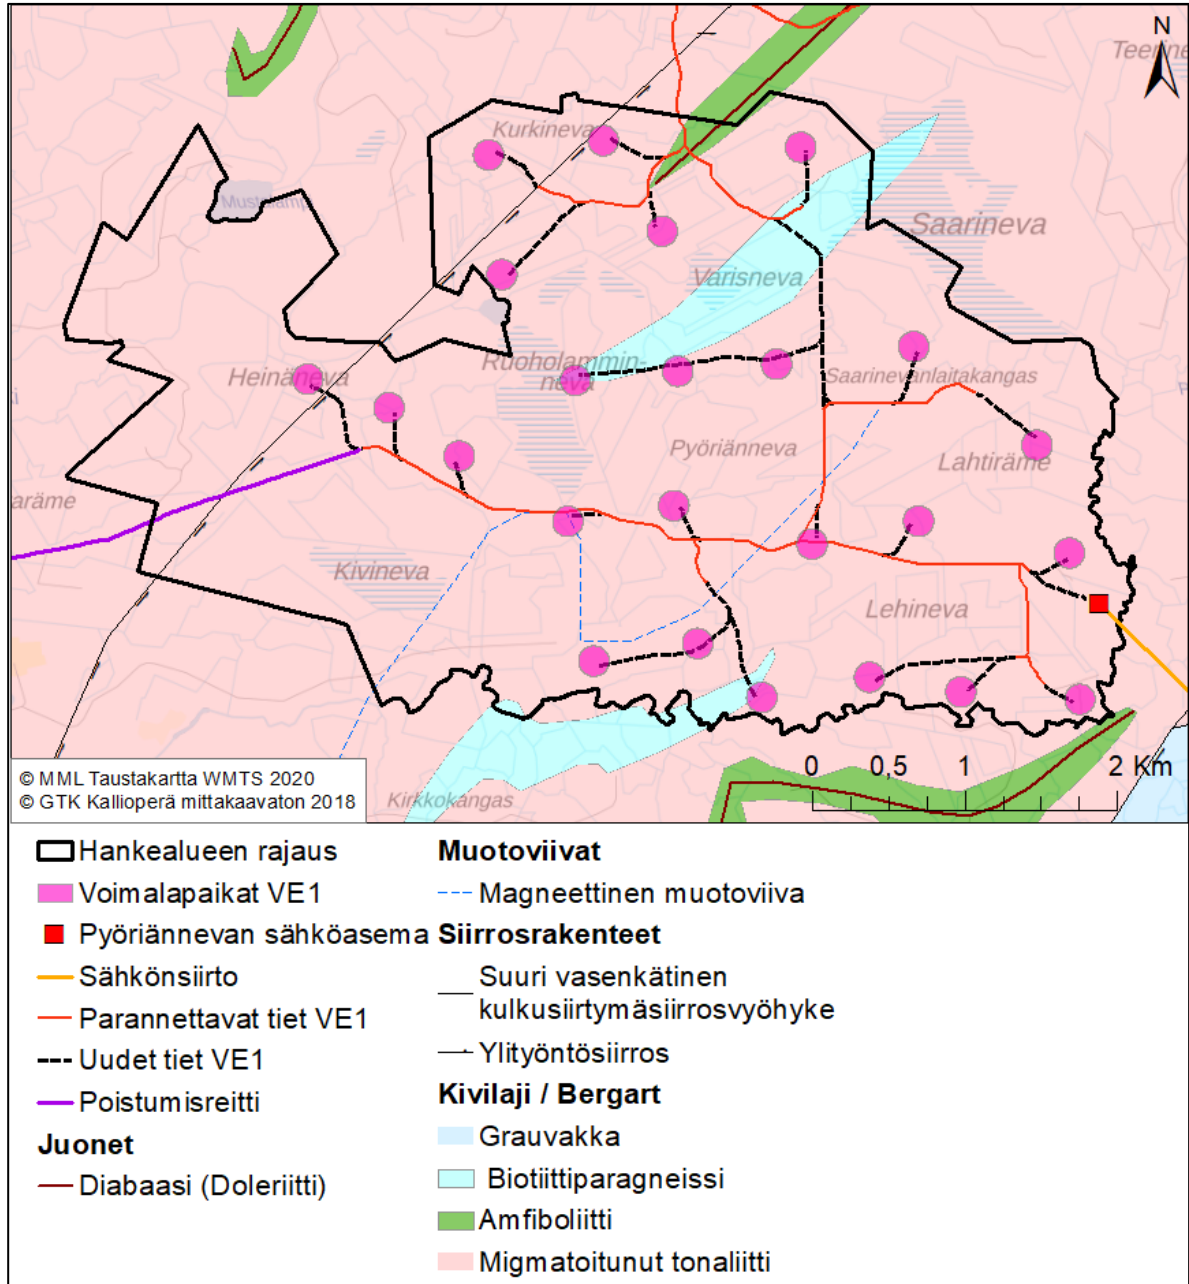 N
Teerine
Kurkineva
Mustalampi
Saarineva
Varisneva
Ruoholammin-
neva
Heinäneva
Saarinevanlaitakangas
Pyöriänneva
Lahtiräme
aräme
Kivineva
Lehineva
Kirkkokangas
0 0,5 1 2 Km
© MML Taustakartta WMTS 2020
© GTK Kallioperä mittakaavaton 2018
Hankealueen rajaus
Voimalapaikat VE1
Pyöriännevan sähköasema
Sähkönsiirto
Parannettavat tiet VE1
Uudet tiet VE1
Poistumisreitti
Juonet
Diabaasi (Doleriitti)
Muotoviivat
Magneettinen muotoviiva
Siirrosrakenteet
Suuri vasenkätinen
kulkusiirtymäsiirrosvyöhyke
Ylityöntösiirros
Kivilaji / Bergart
Grauvakka
Biotiittiparagneissi
Amfiboliitti
Migmatoitunut tonaliitti